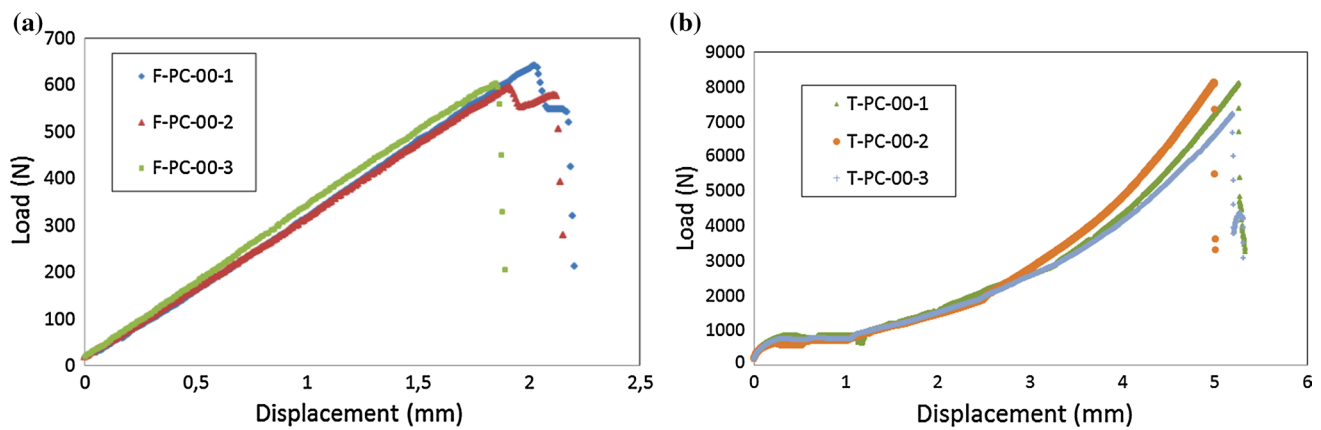 (a)
700
600
500
400
300
200
100
0
Load (N)
F-PC-00-1
F-PC-00-2
F-PC-00-3
0 0,5 1 1,5 2 2,5
Displacement (mm)
(b)
9000
8000
7000
6000
5000
4000
3000
2000
1000
0
Load (N)
T-PC-00-1
T-PC-00-2
T-PC-00-3
0 1 2 3 4 5 6
Displacement (mm)